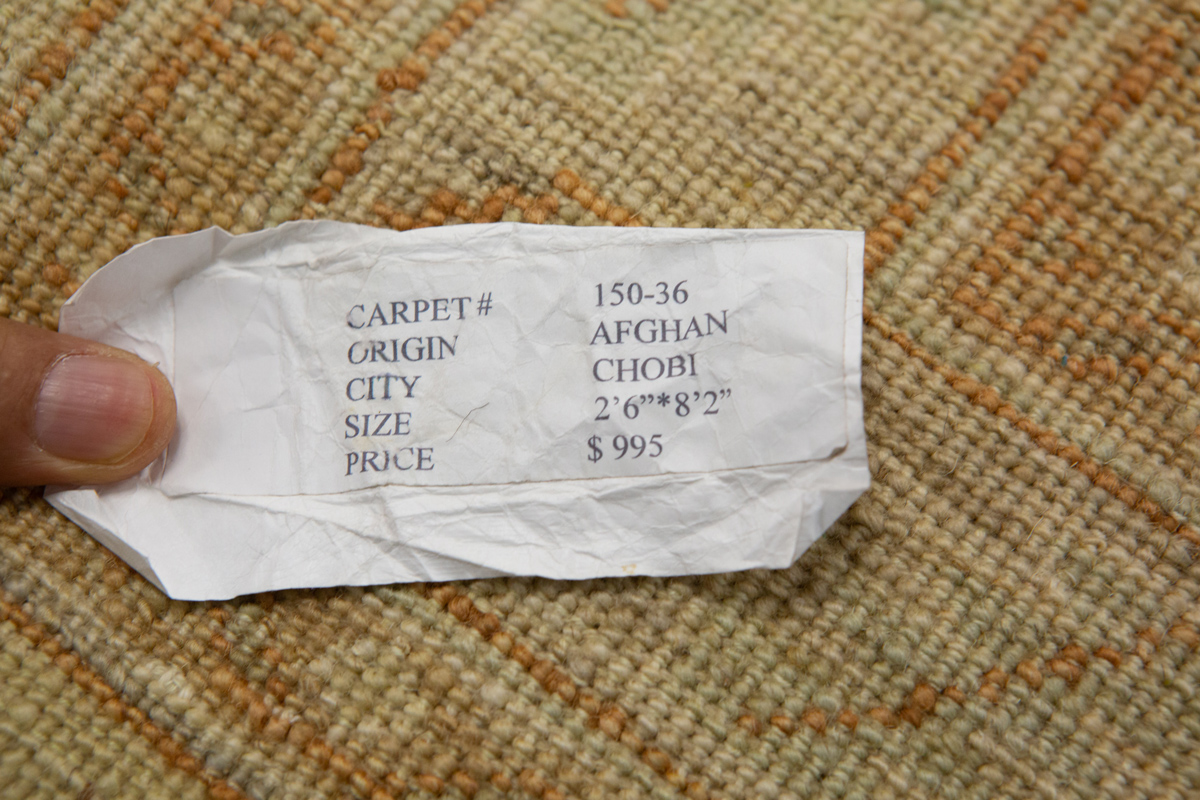 CARPET # 150-36
ORIGIN AFGHAN
CITY CHOBI
SIZE 2’6”*8’2”
PRICE $ 995